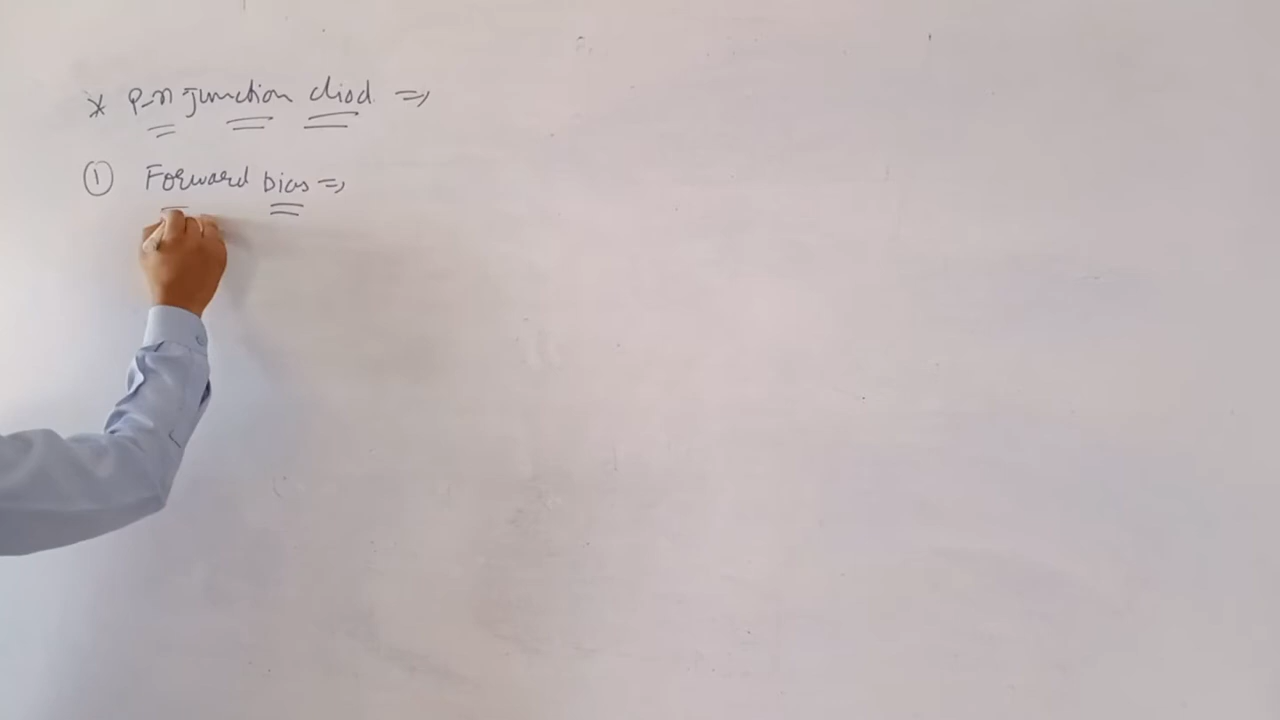 * P-n Junction diod =>
① Forward bias =>